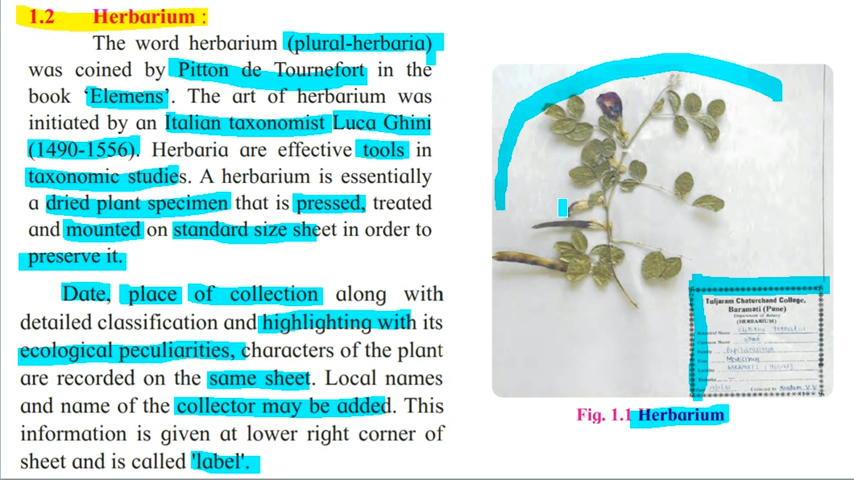 1.2 Herbarium :
The word herbarium (plural-herbaria)
was coined by Pitton de Tournefort in the
book ‘Elemens’. The art of herbarium was
initiated by an Italian taxonomist Luca Ghini
(1490-1556). Herbaria are effective tools in
taxonomic studies. A herbarium is essentially
a dried plant specimen that is pressed, treated
and mounted on standard size sheet in order to
preserve it.
Date, place of collection along with
detailed classification and highlighting with its
ecological peculiarities, characters of the plant
are recorded on the same sheet. Local names
and name of the collector may be added. This
information is given at lower right corner of
sheet and is called 'label'.
Tuljaram Chaturchand College,
Baramati (Pune)
Department of Botany
(HERBARIUM)
Fig. 1.1 Herbarium